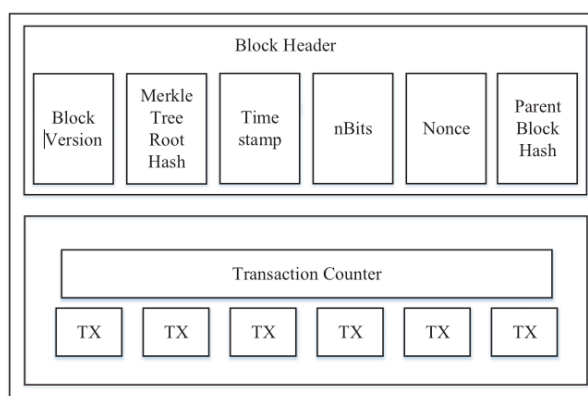 Block Header
Block
Version
Merkle
Tree
Root
Hash
Time
stamp
nBits
Nonce
Parent
Block
Hash
Transaction Counter
TX
TX
TX
TX
TX
TX